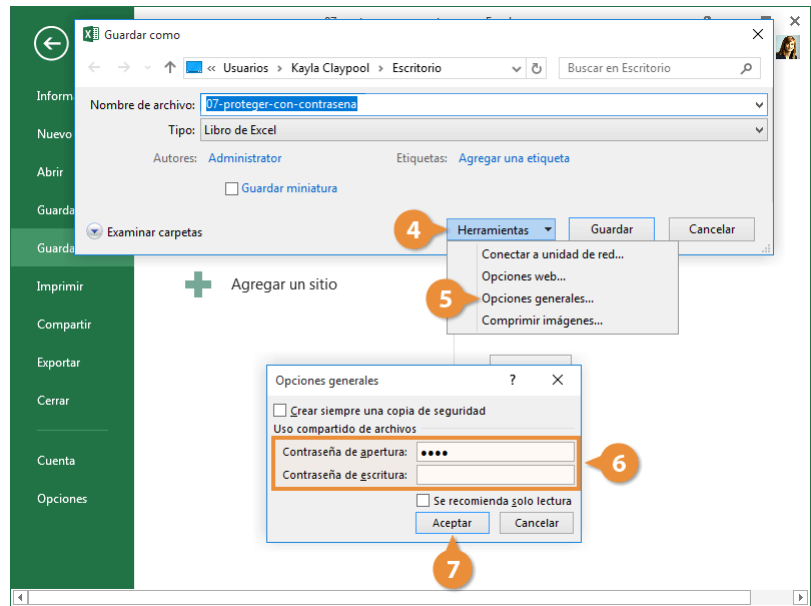 Guardar como
« Usuarios > Kayla Claypool > Escritorio
Buscar en Escritorio
Inform
Nombre de archivo: 07-proteger-con-contrasena
Nuevo
Tipo: Libro de Excel
Autores: Administrator
Etiquetas: Agregar una etiqueta
Abrir
Guardar miniatura
Guarda
Examinar carpetas
4
Herramientas
Guardar
Cancelar
Guarda
Conectar a unidad de red...
Opciones web...
Imprimir
Agregar un sitio
5
Opciones generales...
Comprimir imágenes...
Compartir
Exportar
Opciones generales
?
Cerrar
Crear siempre una copia de seguridad
Uso compartido de archivos
Contraseña de apertura: ●●●●
Cuenta
6
Contraseña de escritura:
Opciones
Se recomienda solo lectura
Aceptar
Cancelar
7